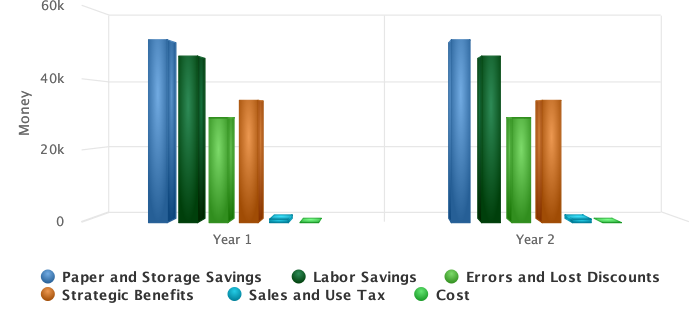 60k
40k
20k
0
Money
Year 1 Year 2
Paper and Storage Savings Labor Savings Errors and Lost Discounts
Strategic Benefits Sales and Use Tax Cost